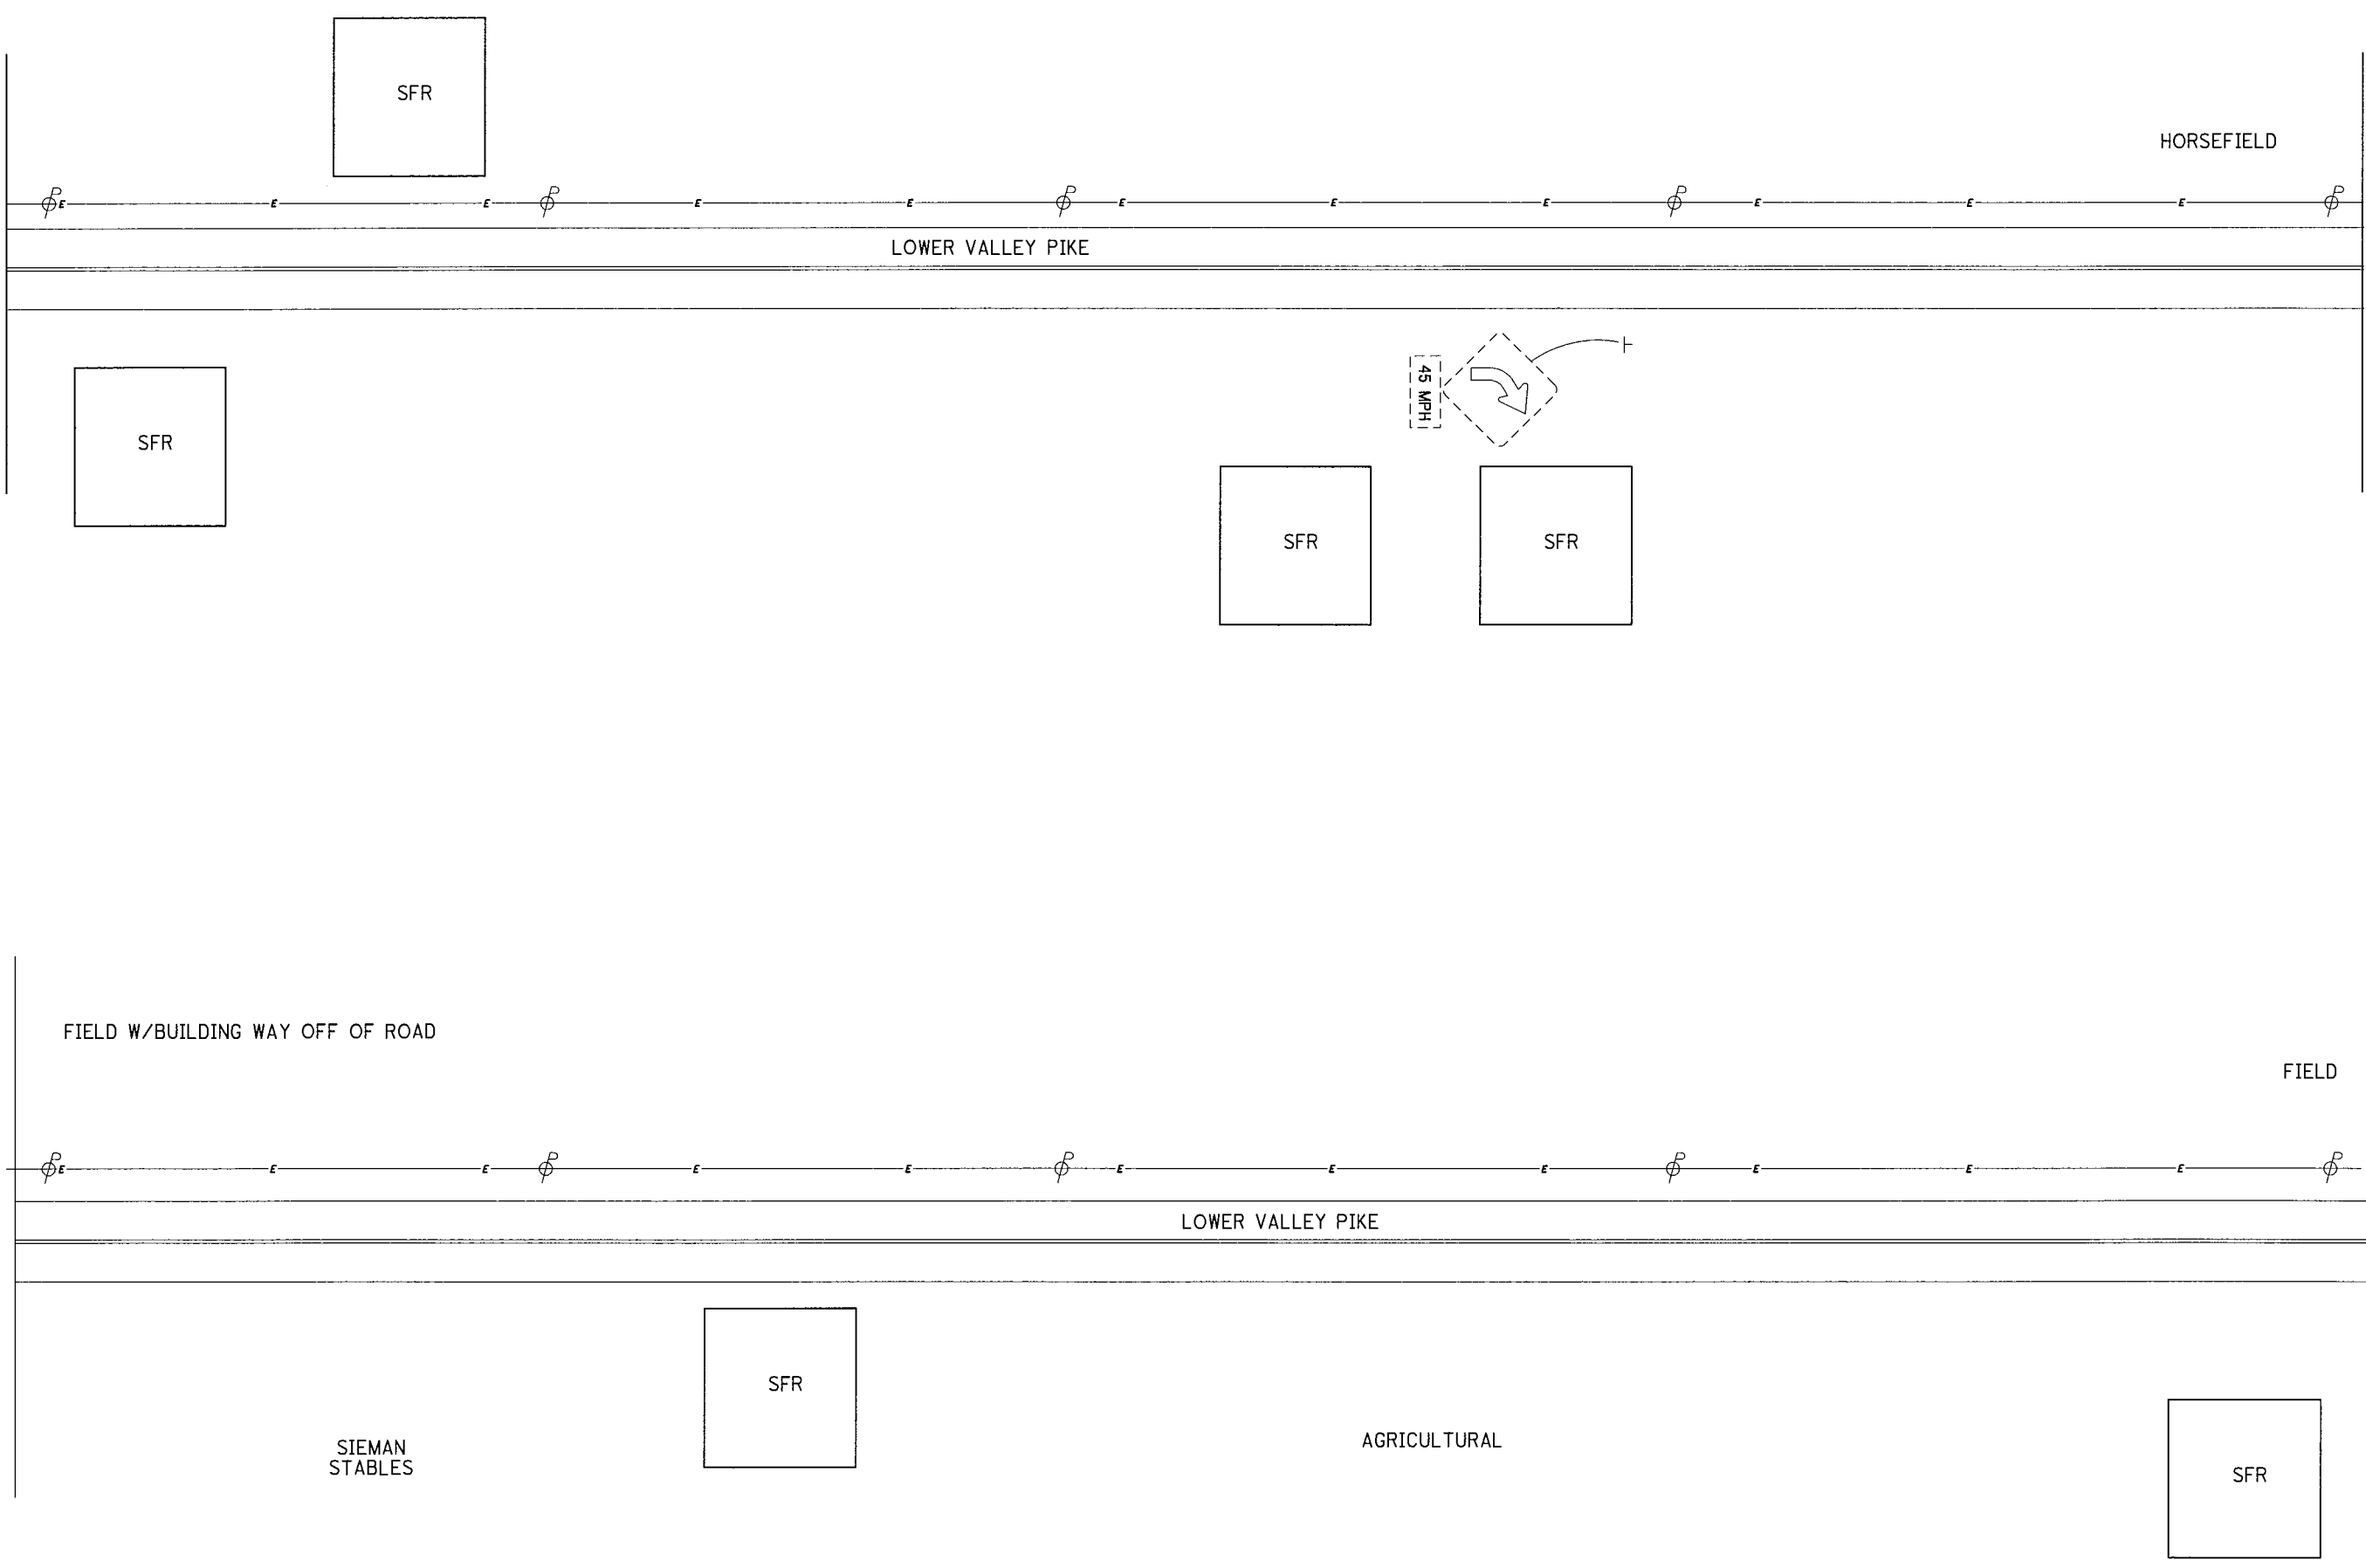 SFR
HORSEFIELD
P P P P P
E E E E E E E E E E E
LOWER VALLEY PIKE
45 MPH
SFR
SFR
SFR
FIELD W/BUILDING WAY OFF OF ROAD
FIELD
P P P P P
E E E E E E E E E E E
LOWER VALLEY PIKE
SFR
SIEMAN
STABLES
AGRICULTURAL
SFR